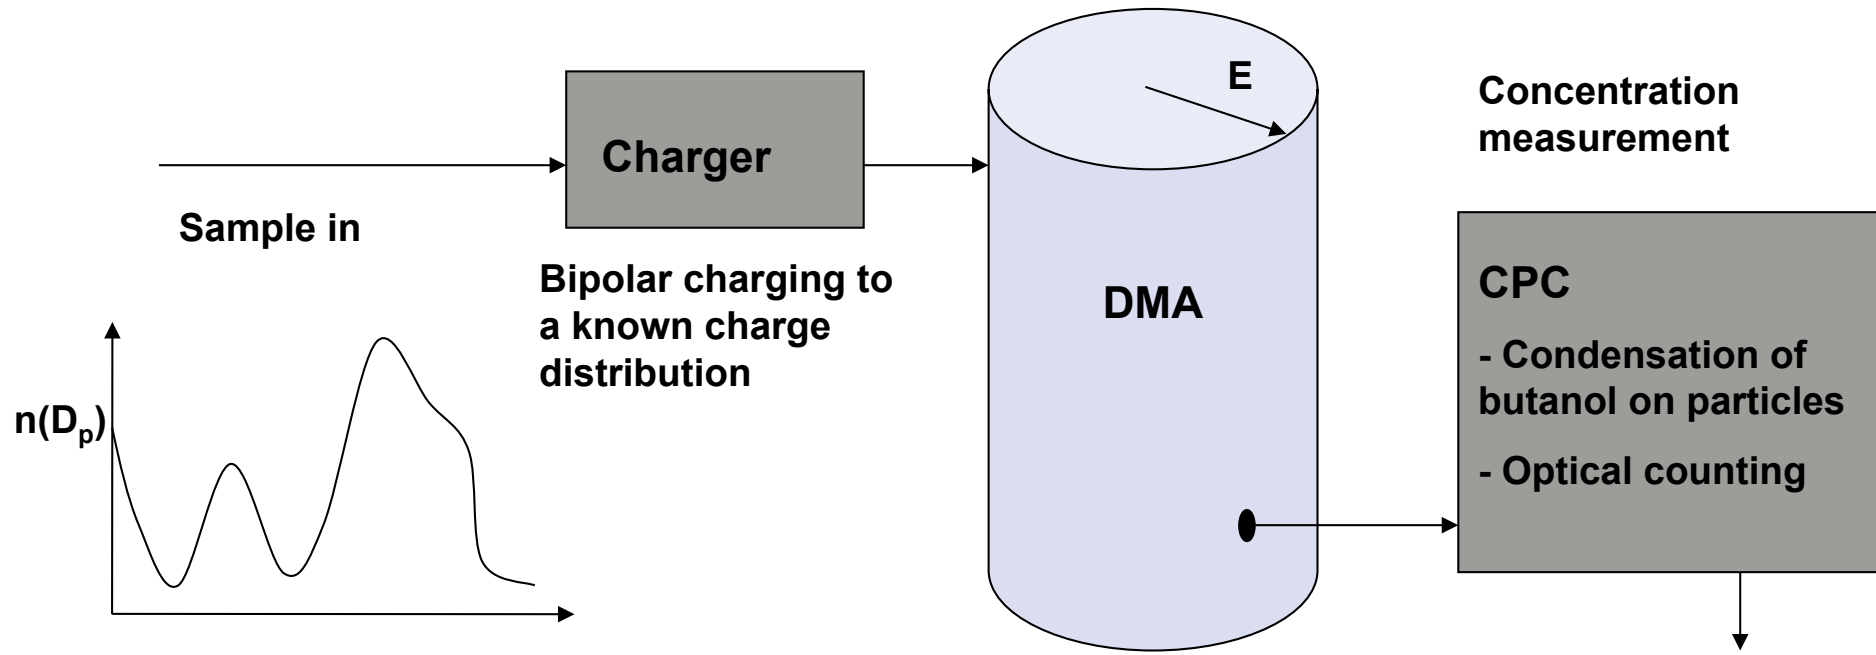 E
Concentration
measurement
Charger
Sample in
Bipolar charging to
a known charge
distribution
DMA
CPC
- Condensation of
butanol on particles
- Optical counting
n(Dp)